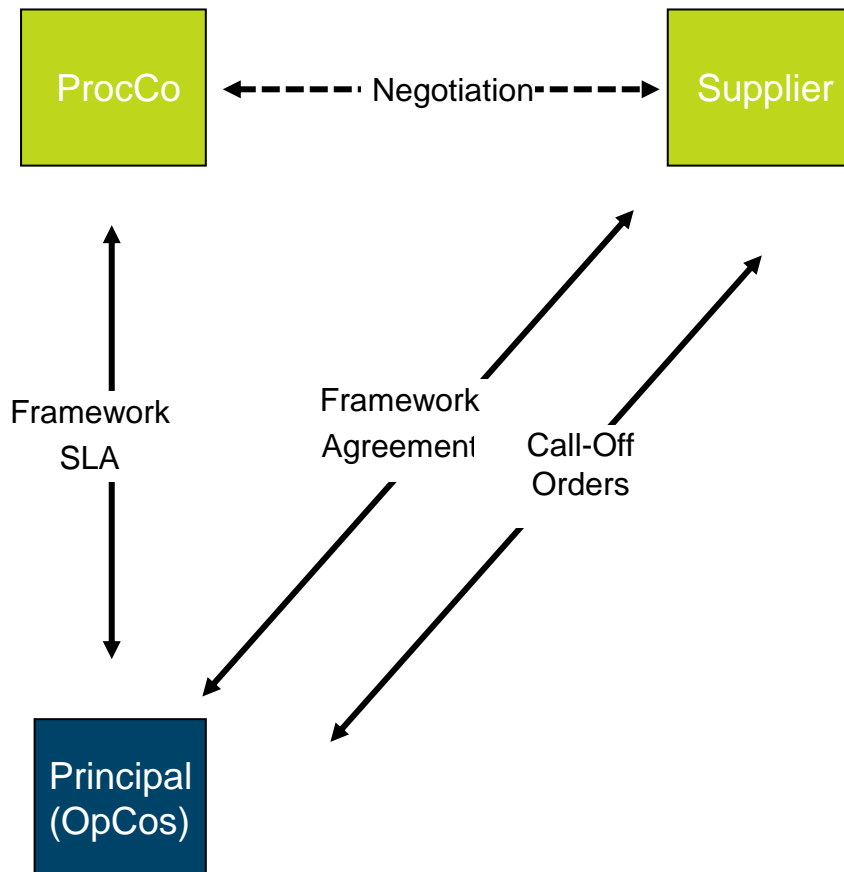 ProcCo
Negotiation
Supplier
Framework
SLA
Framework
Agreement
Call-Off
Orders
Principal
(OpCos)